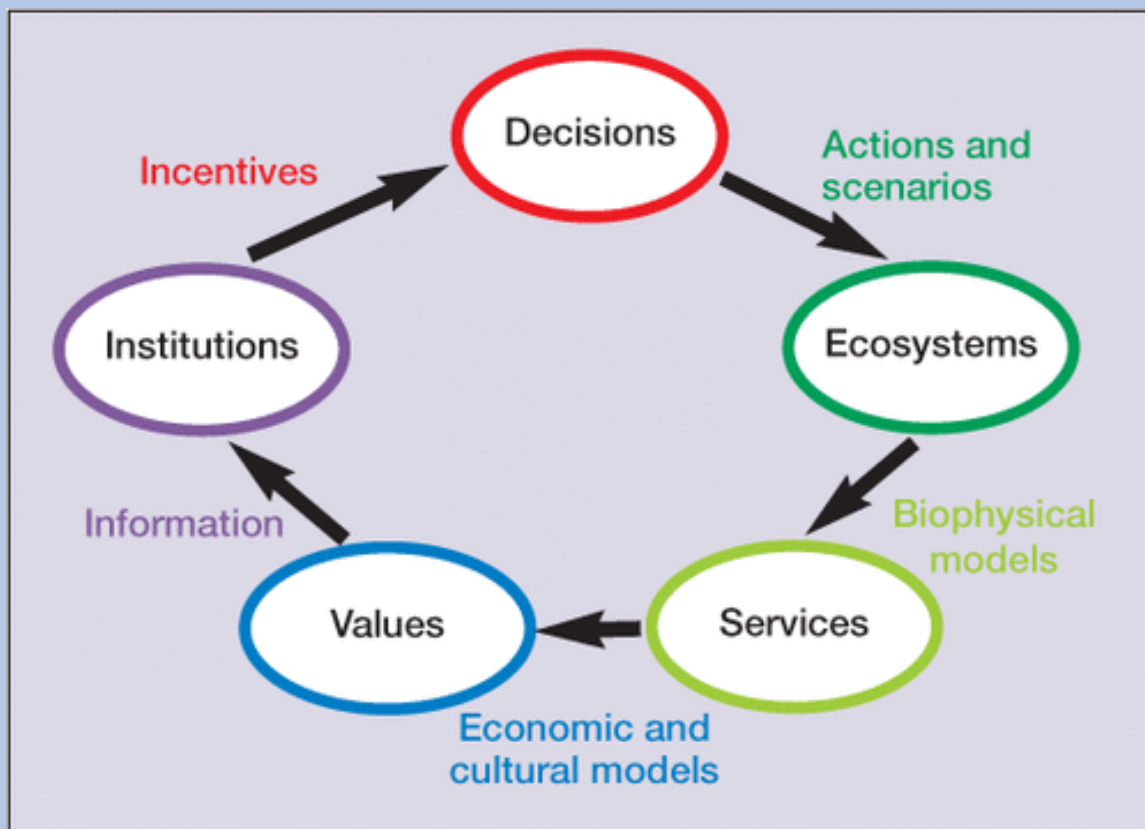 Decisions
Actions and
scenarios
Ecosystems
Biophysical
models
Services
Economic and
cultural models
Values
Information
Institutions
Incentives